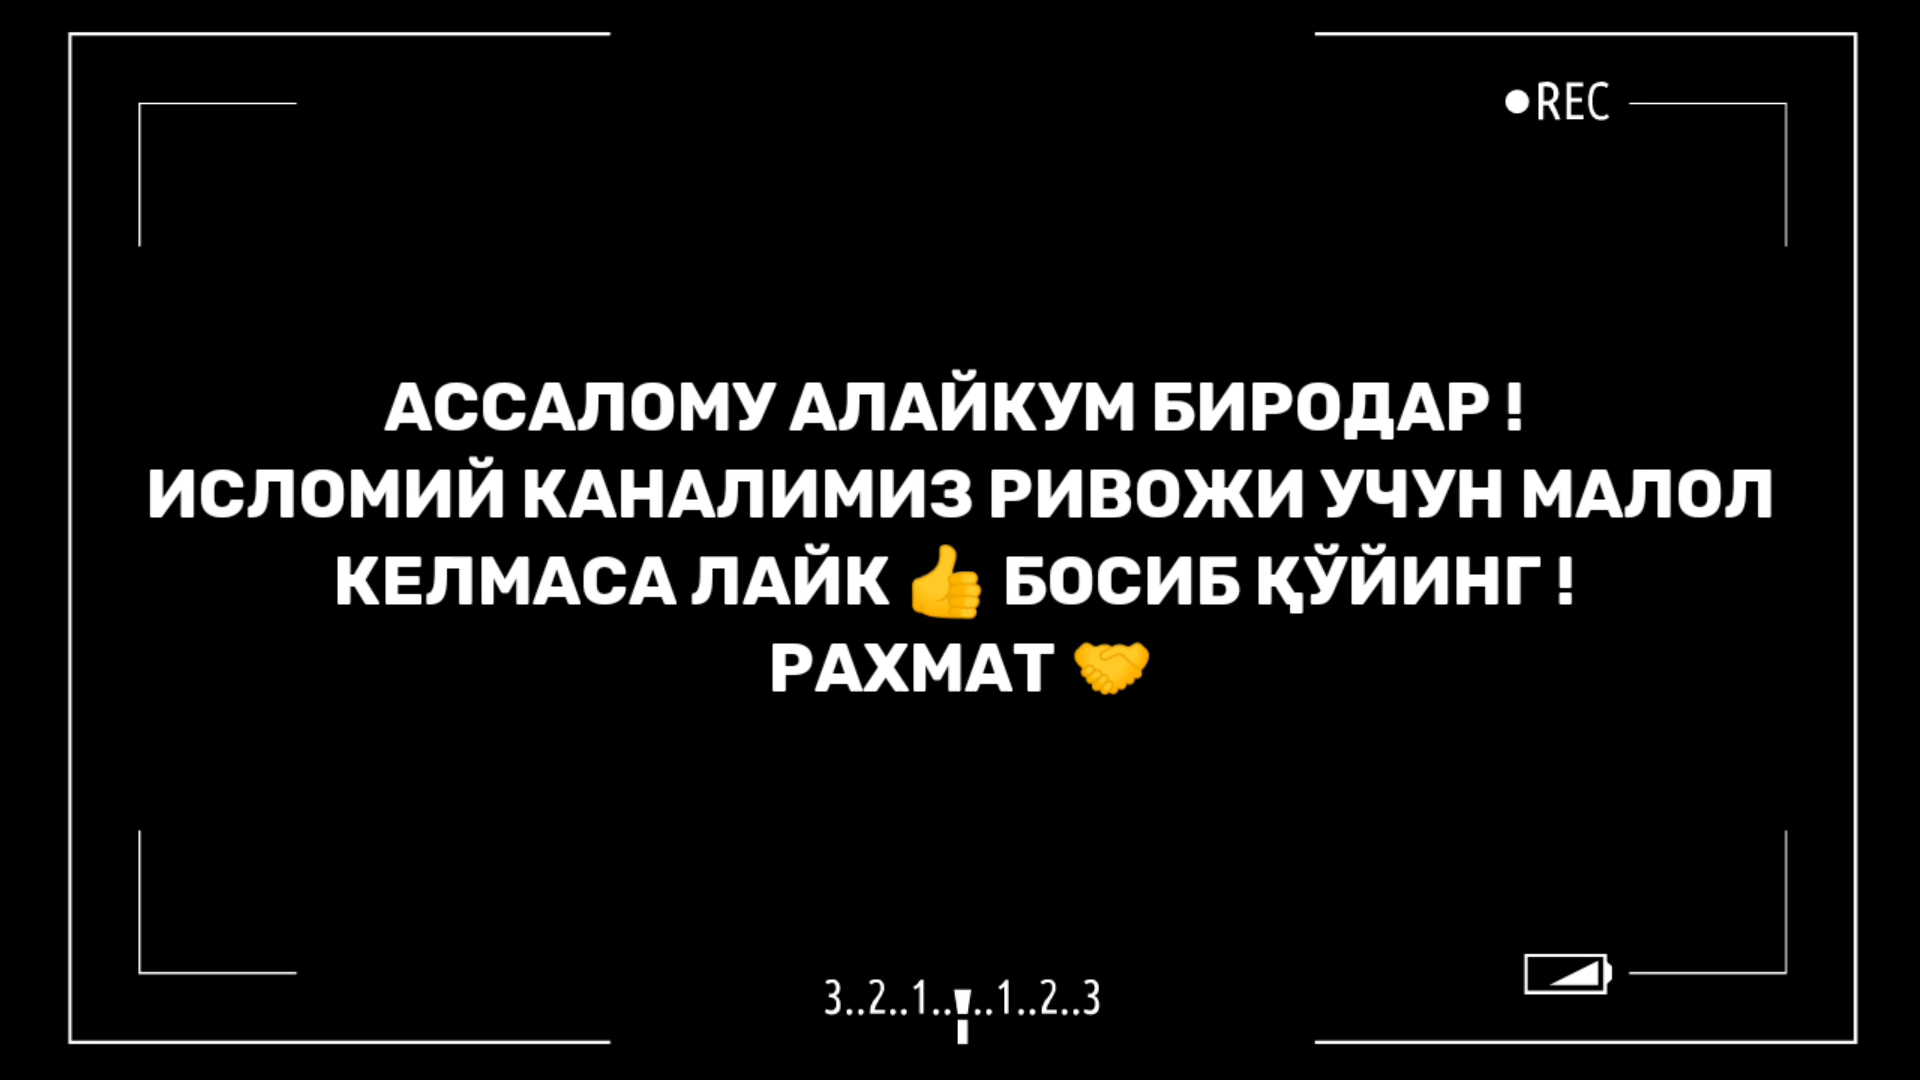 ●REC
АССАЛОМУ АЛАЙКУМ БИРОДАР !
ИСЛОМИЙ КАНАЛИМИЗ РИВОЖИ УЧУН МАЛОЛ
КЕЛМАСА ЛАЙК 👍 БОСИБ ҚЎЙИНГ !
РАХМАТ 🤝
3..2..1..¦..1..2..3